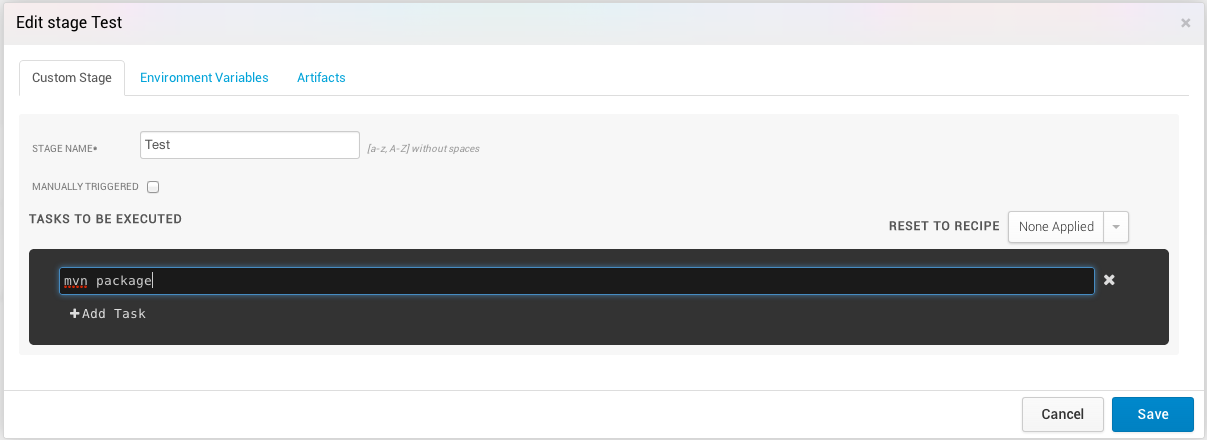 Edit stage Test
×
Custom Stage Environment Variables Artifacts
STAGE NAME* Test [a-z, A-Z] without spaces
MANUALLY TRIGGERED
TASKS TO BE EXECUTED
RESET TO RECIPE None Applied
mvn package ×
+Add Task
Cancel Save